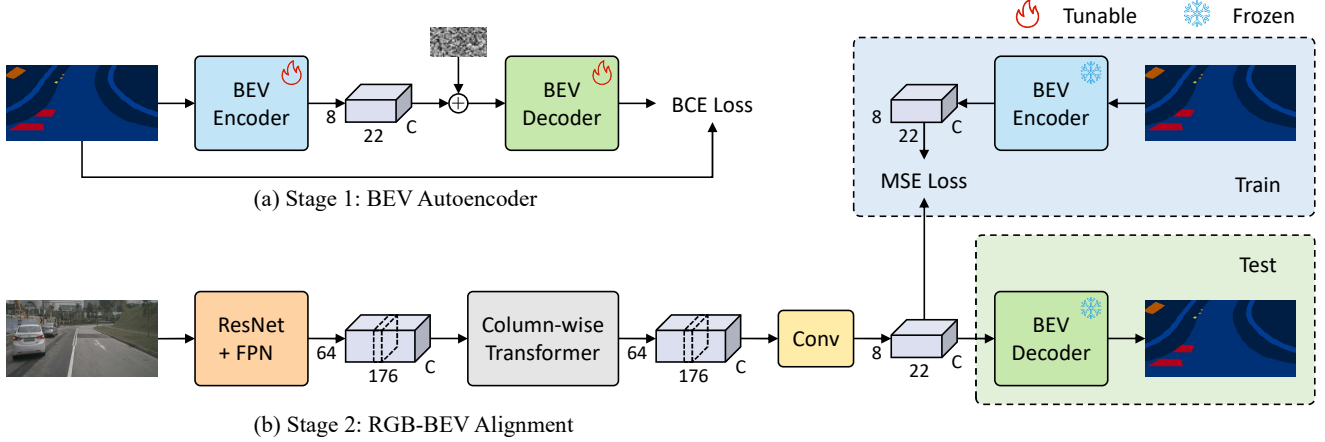 Tunable
Frozen
BEV
Encoder
8
22
C
BEV
Decoder
BCE Loss
(a) Stage 1: BEV Autoencoder
8
22
C
BEV
Encoder
MSE Loss
Train
ResNet
+ FPN
64
176
C
Column-wise
Transformer
64
176
C
Conv
8
22
C
BEV
Decoder
Test
(b) Stage 2: RGB-BEV Alignment